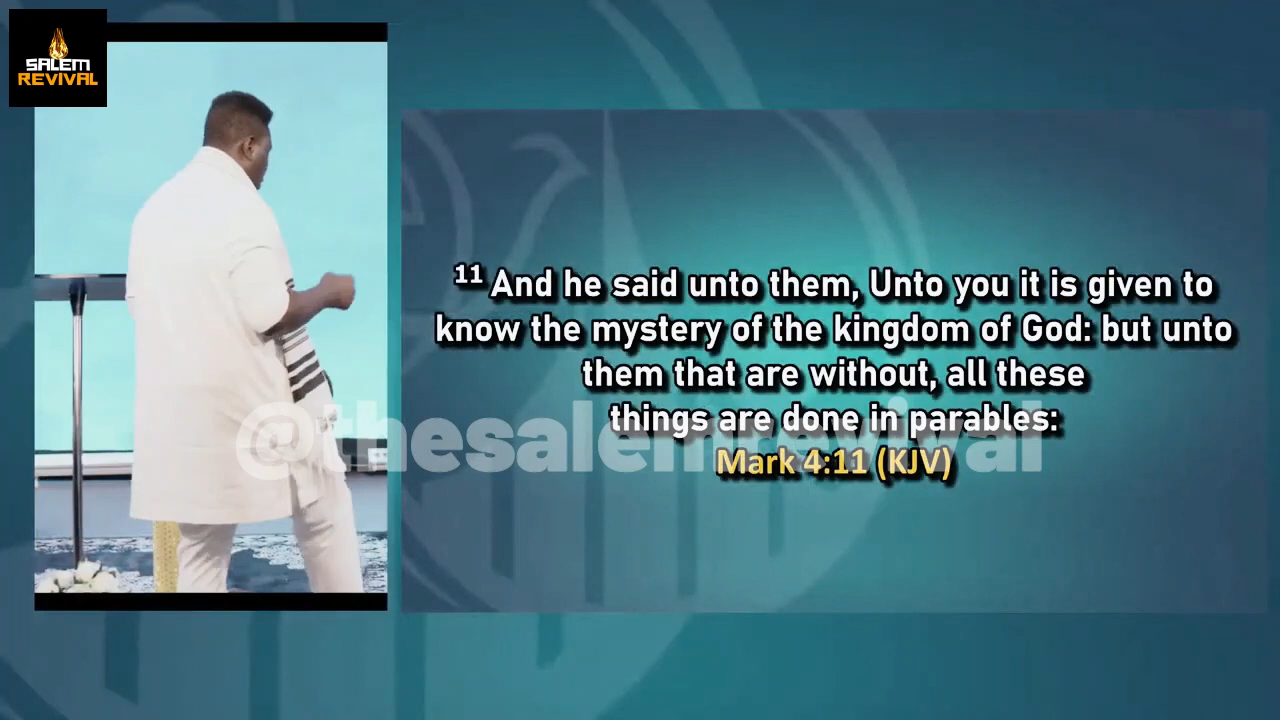 SALEM
REVIVAL
¹¹ And he said unto them, Unto you it is given to
know the mystery of the kingdom of God: but unto
them that are without, all these
things are done in parables:
Mark 4:11 (KJV)
@thesalemrevival